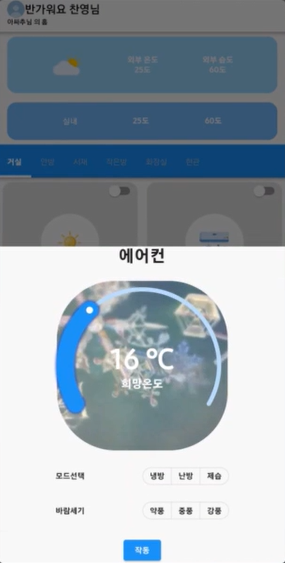 반가워요 찬영님
아싸주님 의 홈
외부 온도 외부 습도
25도 60도
실내 25도 60도
거실 안방 서재 작은방 화장실 현관
에어컨
16 ℃
희망온도
모드선택 냉방 난방 제습
바람세기 약풍 중풍 강풍
작동